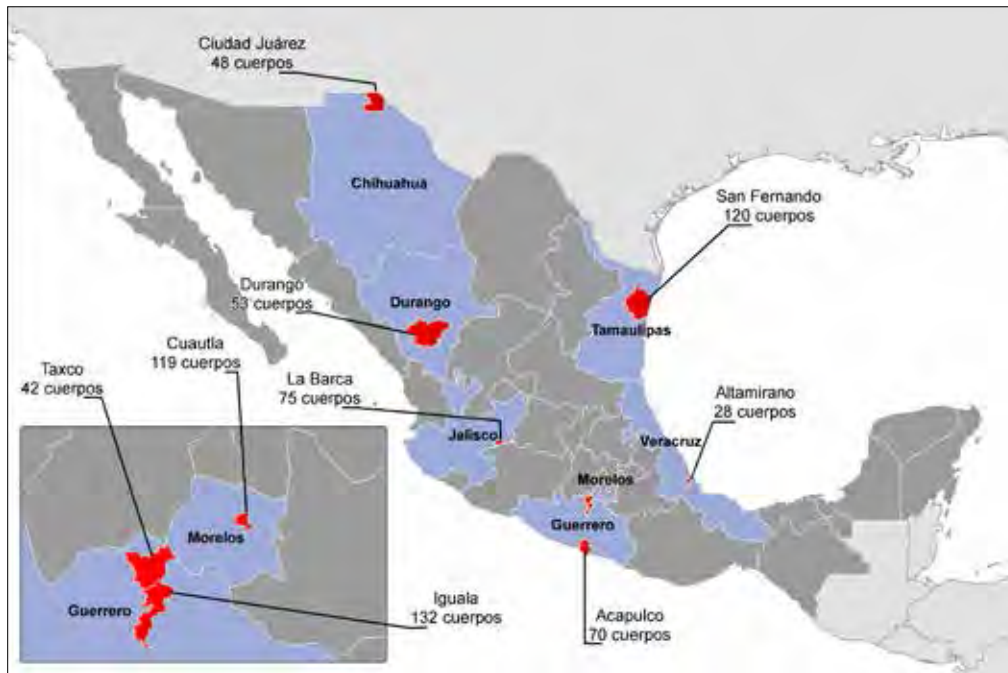 Ciudad Juárez
48 cuerpos
Chihuahua
San Fernando
120 cuerpos
Durango
53 cuerpos
Durango
Tamaulipas
Cuautla
119 cuerpos
Taxco
42 cuerpos
La Barca
75 cuerpos
Altamirano
28 cuerpos
Jalisco
Veracruz
Morelos
Guerrero
Morelos
Guerrero
Iguala
132 cuerpos
Acapulco
70 cuerpos